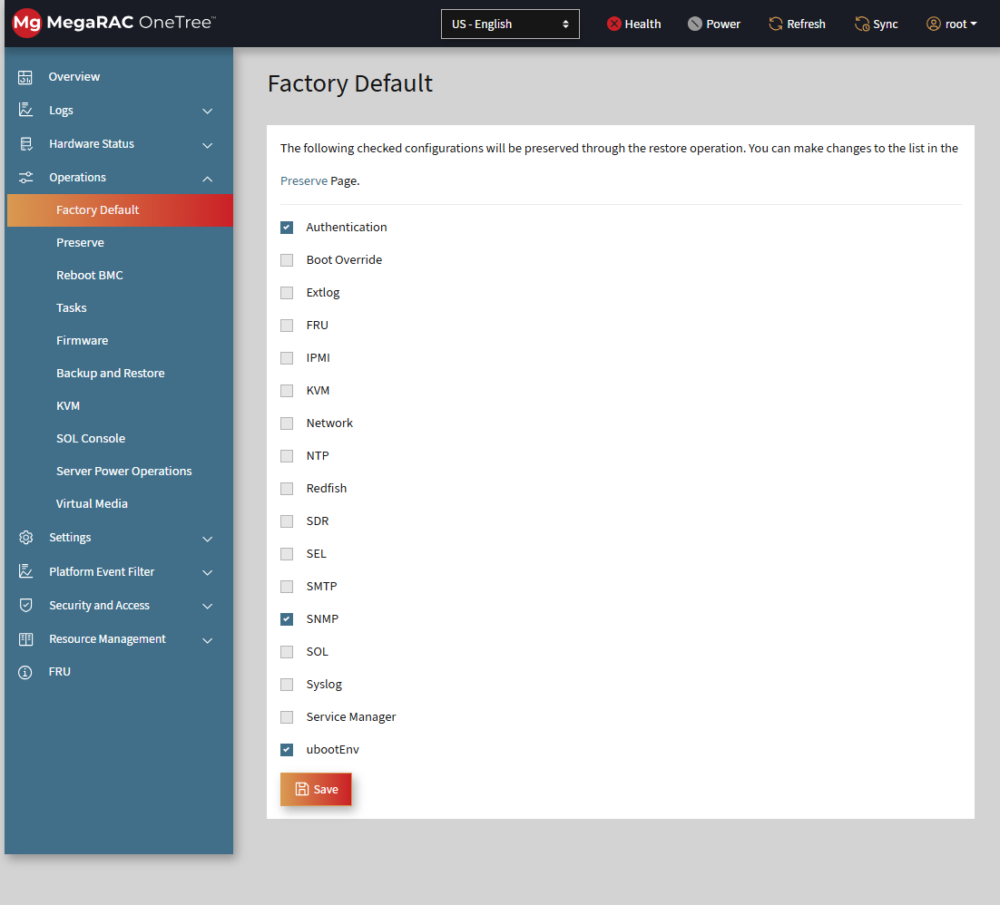 Mg MegaRAC OneTree™
US - English
Health
Power
Refresh
Sync
root
Overview
Logs
Hardware Status
Operations
Factory Default
Preserve
Reboot BMC
Tasks
Firmware
Backup and Restore
KVM
SOL Console
Server Power Operations
Virtual Media
Settings
Platform Event Filter
Security and Access
Resource Management
FRU
Factory Default
The following checked configurations will be preserved through the restore operation. You can make changes to the list in the
Preserve Page.
Authentication
Boot Override
Extlog
FRU
IPMI
KVM
Network
NTP
Redfish
SDR
SEL
SMTP
SNMP
SOL
Syslog
Service Manager
ubootEnv
Save